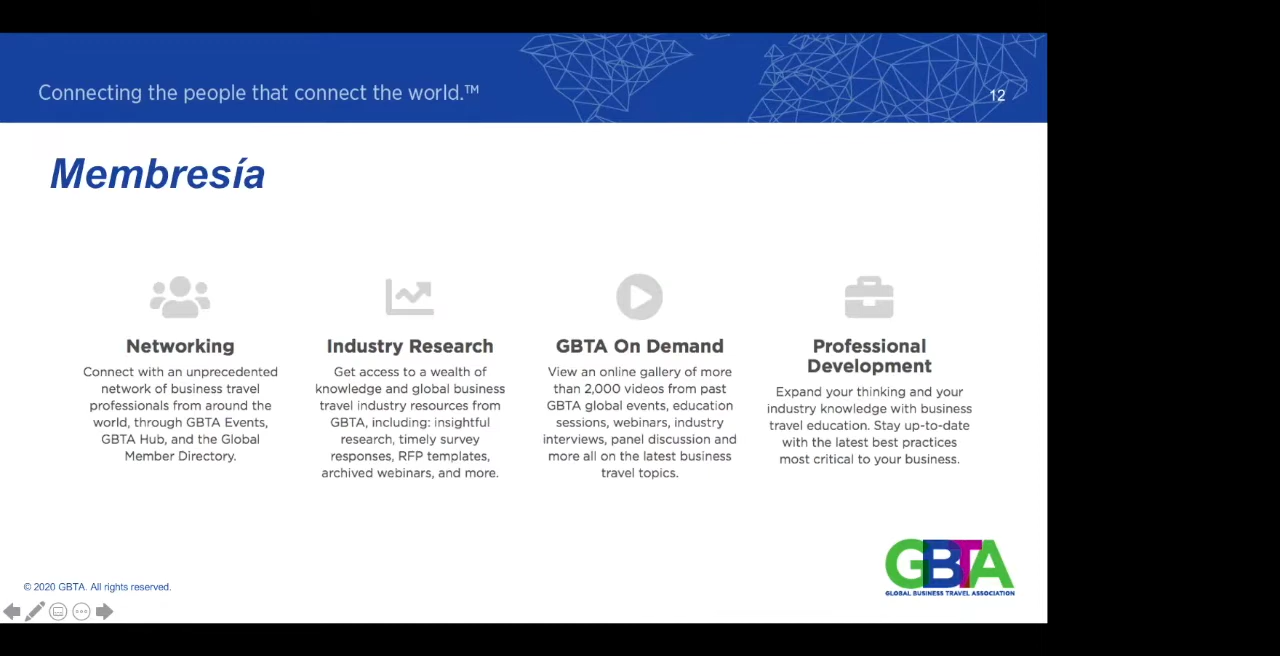 Connecting the people that connect the world.™
12
Membresía
Networking
Connect with an unprecedented
network of business travel
professionals from around the
world, through GBTA Events,
GBTA Hub, and the Global
Member Directory.
Industry Research
Get access to a wealth of
knowledge and global business
travel industry resources from
GBTA, including: insightful
research, timely survey
responses, RFP templates,
archived webinars, and more.
GBTA On Demand
View an online gallery of more
than 2,000 videos from past
GBTA global events, education
sessions, webinars, industry
interviews, panel discussion and
more all on the latest business
travel topics.
Professional
Development
Expand your thinking and your
industry knowledge with business
travel education. Stay up-to-date
with the latest best practices
most critical to your business.
GBTA
GLOBAL BUSINESS TRAVEL ASSOCIATION
© 2020 GBTA. All rights reserved.